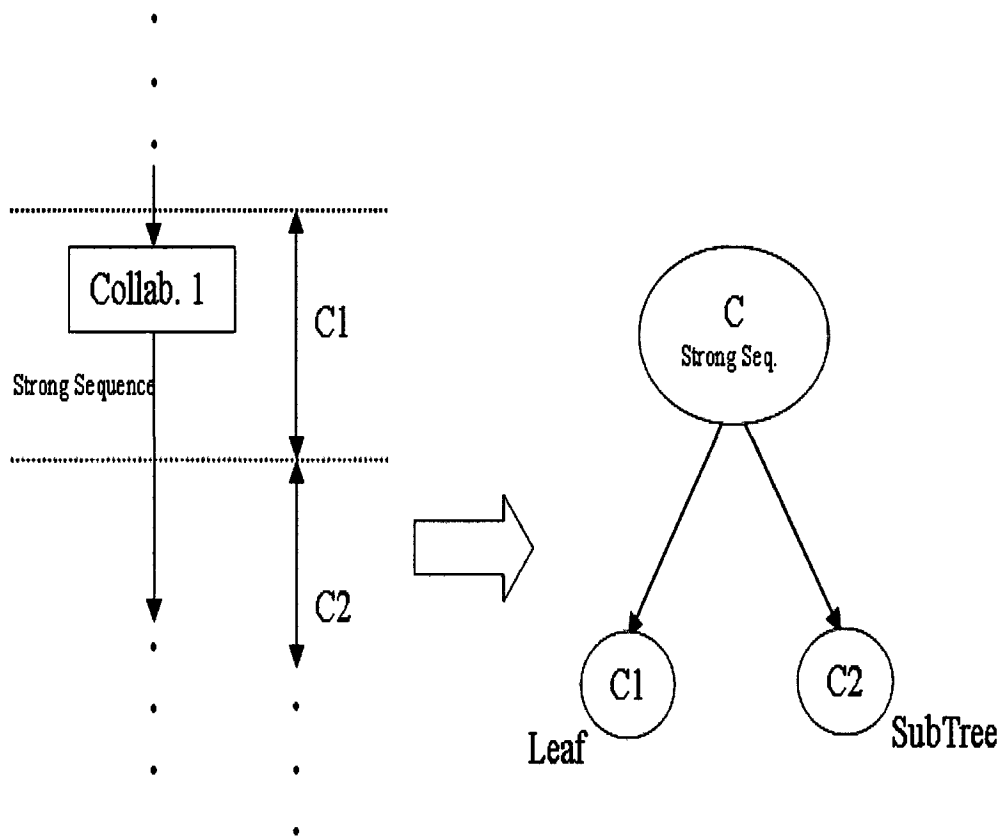 Collab. 1
C1
Strong Sequence
C2
C
Strong Seq.
C1
C2
Leaf
SubTree